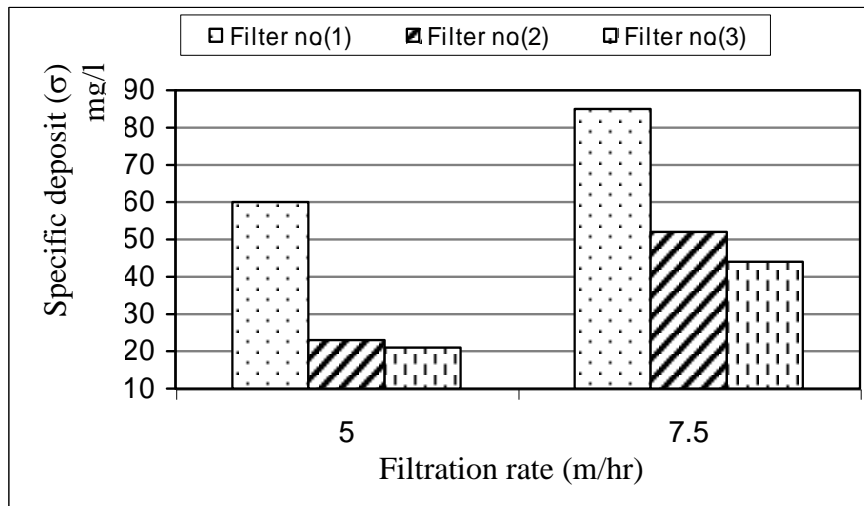 Filter no(1) Filter no(2) Filter no(3)
Specific deposit (σ)
mg/l
90
80
70
60
50
40
30
20
10
5 7.5
Filtration rate (m/hr)